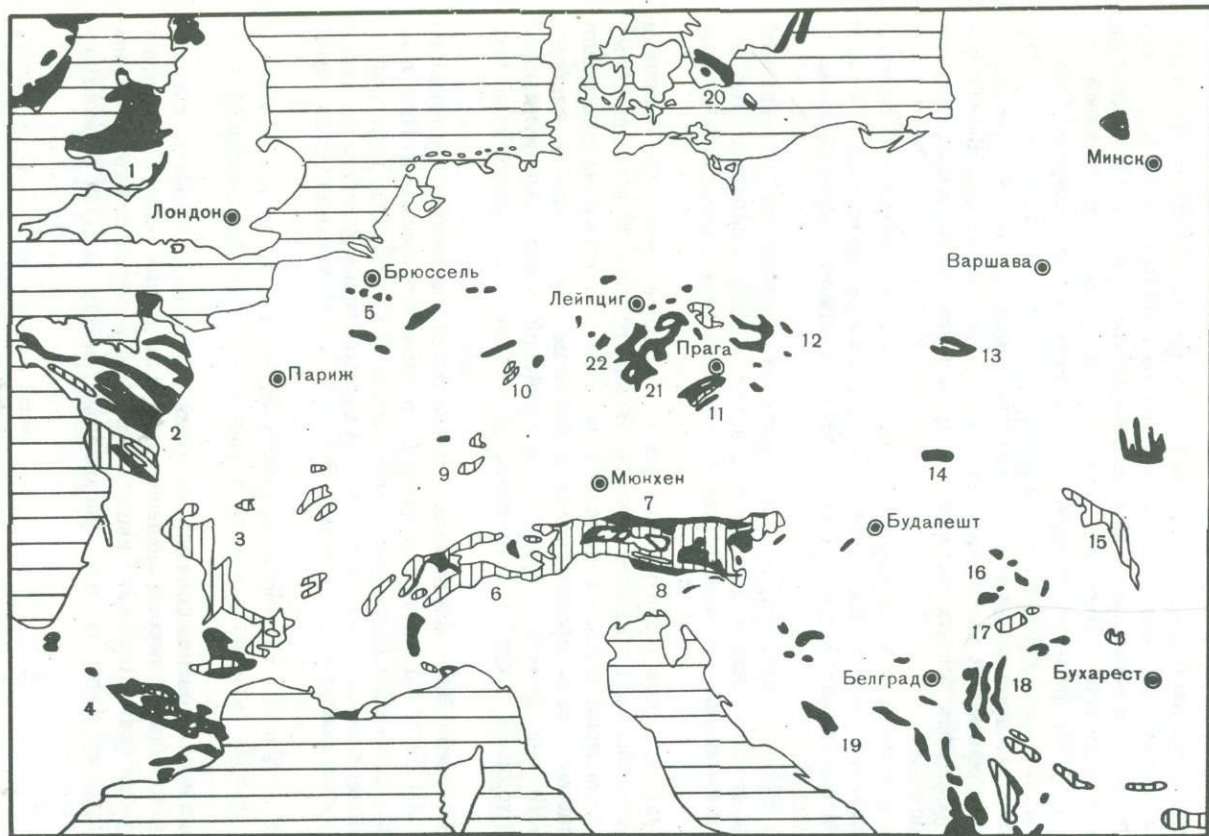 20
Минск
1
Лондон
Брюссель
Варшава
5
Лейпциг
22
Прага
12
13
Париж
10
21
11
2
9
14
Мюнхен
7
3
Будапешт
15
16
6
8
17
4
Белград
18
Бухарест
19